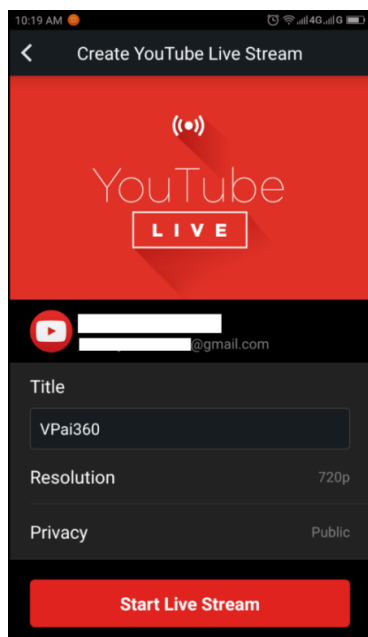 10:19 AM 4G G
Create YouTube Live Stream
YouTube
LIVE
@gmail.com
Title
VPai360
Resolution 720p
Privacy Public
Start Live Stream